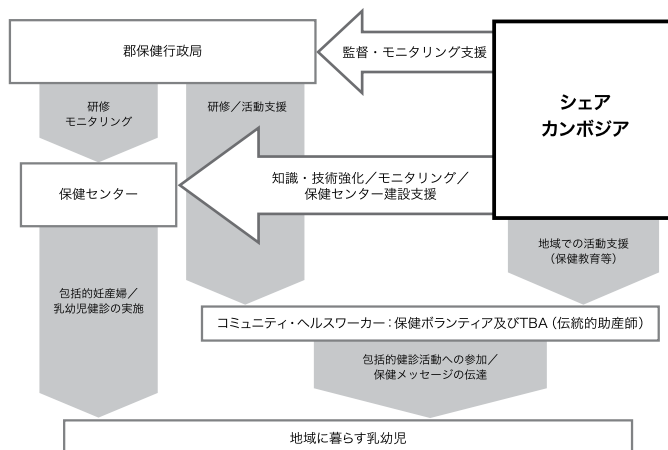 郡保健行政局
監督・モニタリング支援
シェア
カンボジア
研修
モニタリング
研修／活動支援
保健センター
知識・技術強化／モニタリング／
保健センター建設支援
地域での活動支援
（保健教育等）
包括的妊産婦／
乳幼児健診の実施
コミュニティ・ヘルスワーカー：保健ボランティア及びTBA（伝統的助産師）
包括的健診活動への参加／
保健メッセージの伝達
地域に暮らす乳幼児